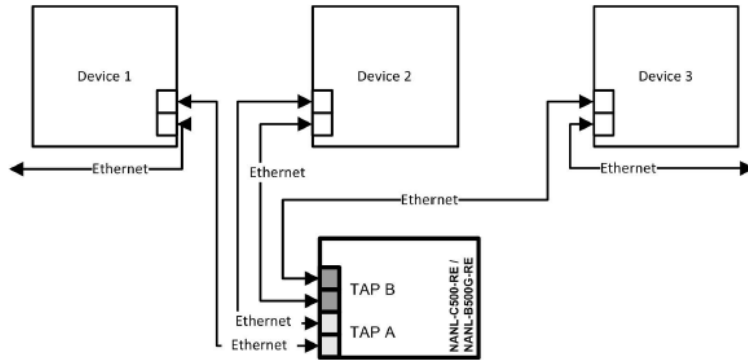 Device 1
Device 2
Device 3
Ethernet
Ethernet
Ethernet
Ethernet
TAP B
TAP A
Ethernet
Ethernet
NANL-C500-RE /
NANL-B500G-RE